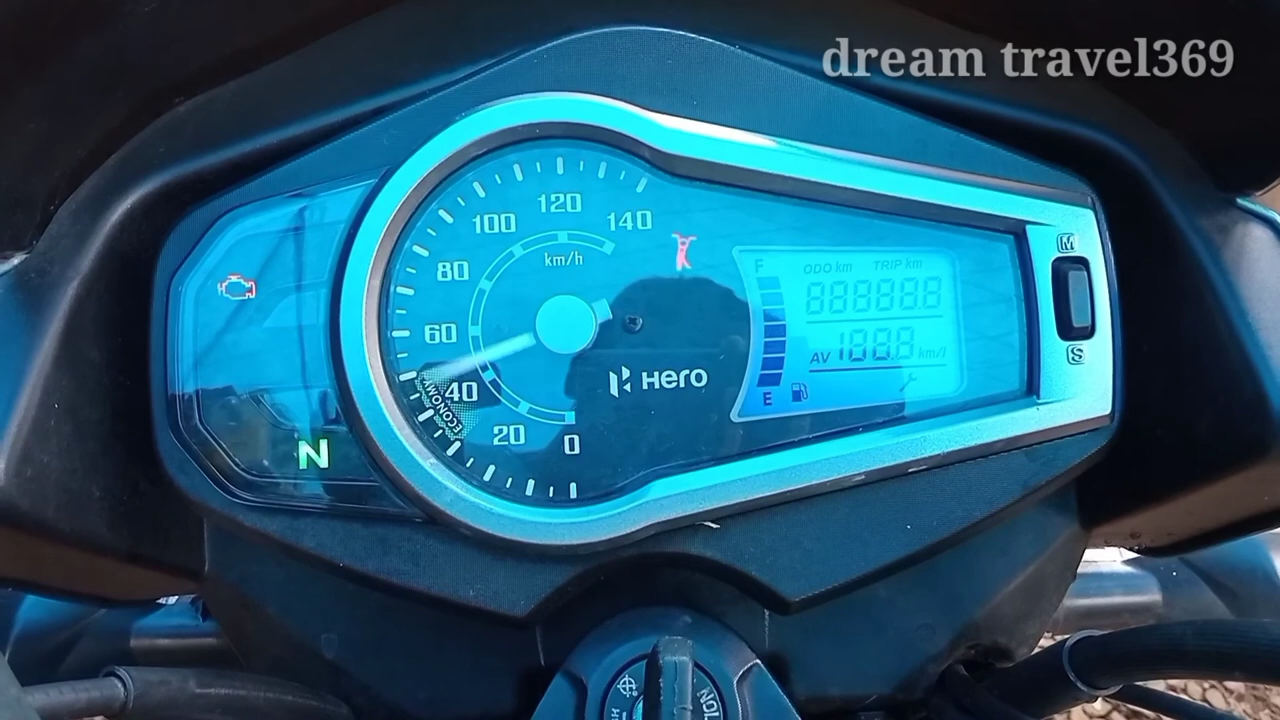 dream travel369
100
120
140
80
km/h
60
40
ECONOMY
20
0
Hero
F
ODO km
TRIP km
888888
AV 188.8 km/l
E
M
S
N